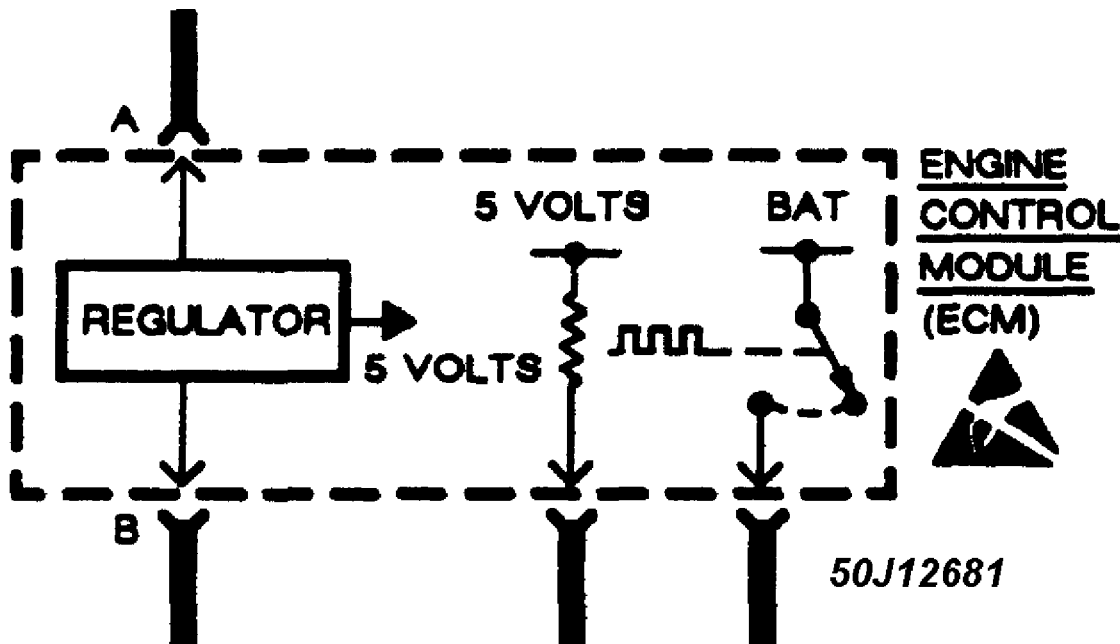 A
ENGINE
CONTROL
MODULE
(ECM)
5 VOLTS
BAT
REGULATOR
5 VOLTS
B
50J12681